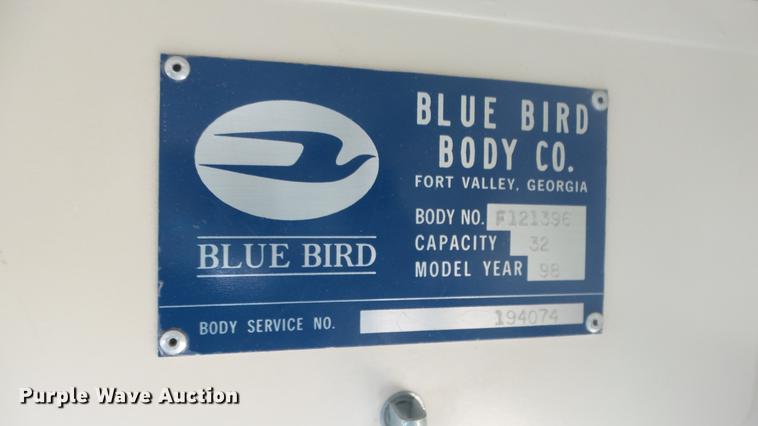 BLUE BIRD
BLUE BIRD
BODY CO.
FORT VALLEY, GEORGIA
BODY NO. F121396
CAPACITY 32
MODEL YEAR 98
BODY SERVICE NO. 194074
Purple Wave Auction